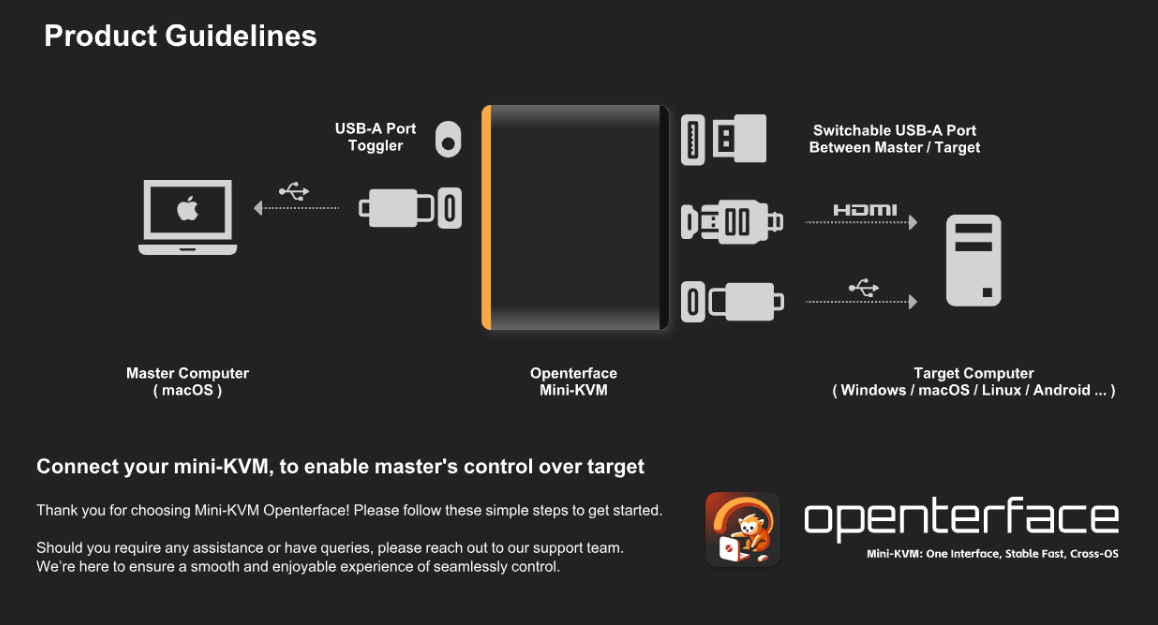 Product Guidelines
USB-A Port
Toggler
Switchable USB-A Port
Between Master / Target
HDMI
Master Computer
( macOS )
Openterface
Mini-KVM
Target Computer
( Windows / macOS / Linux / Android ... )
Connect your mini-KVM, to enable master's control over target
Thank you for choosing Mini-KVM Openterface! Please follow these simple steps to get started.
Should you require any assistance or have queries, please reach out to our support team.
We're here to ensure a smooth and enjoyable experience of seamlessly control.
openterface
Mini-KVM: One Interface, Stable Fast, Cross-OS